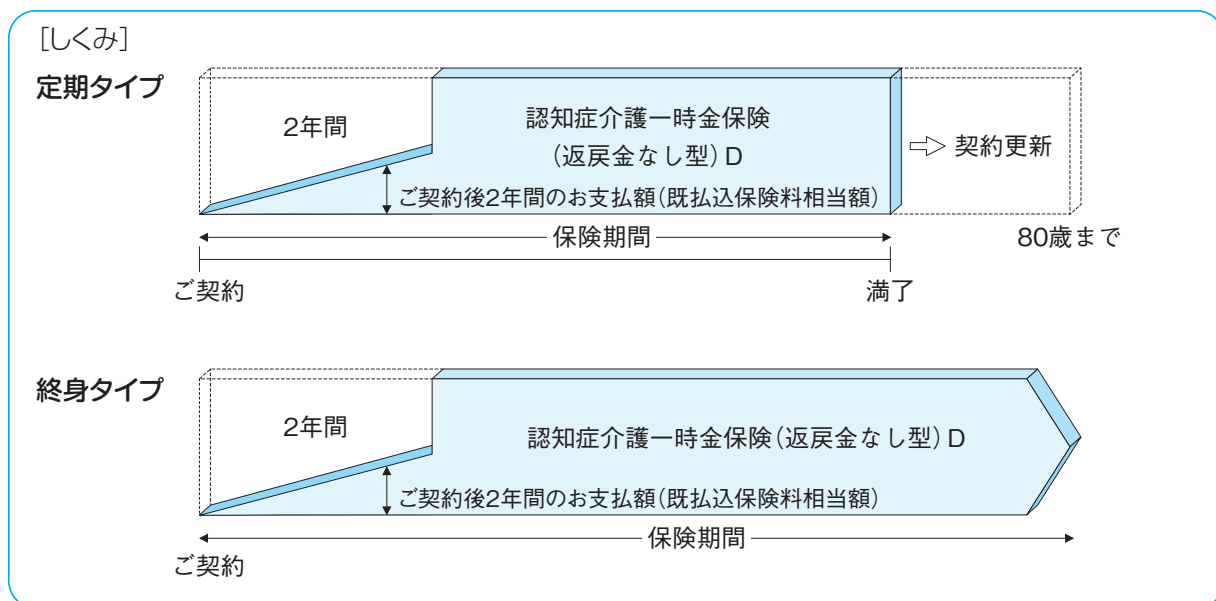 [しくみ]
定期タイプ
2年間
認知症介護一時金保険
(返戻金なし型)D
契約更新
ご契約後2年間のお支払額(既払込保険料相当額)
保険期間
80歳まで
ご契約
満了
終身タイプ
2年間
認知症介護一時金保険(返戻金なし型)D
ご契約後2年間のお支払額(既払込保険料相当額)
保険期間
ご契約